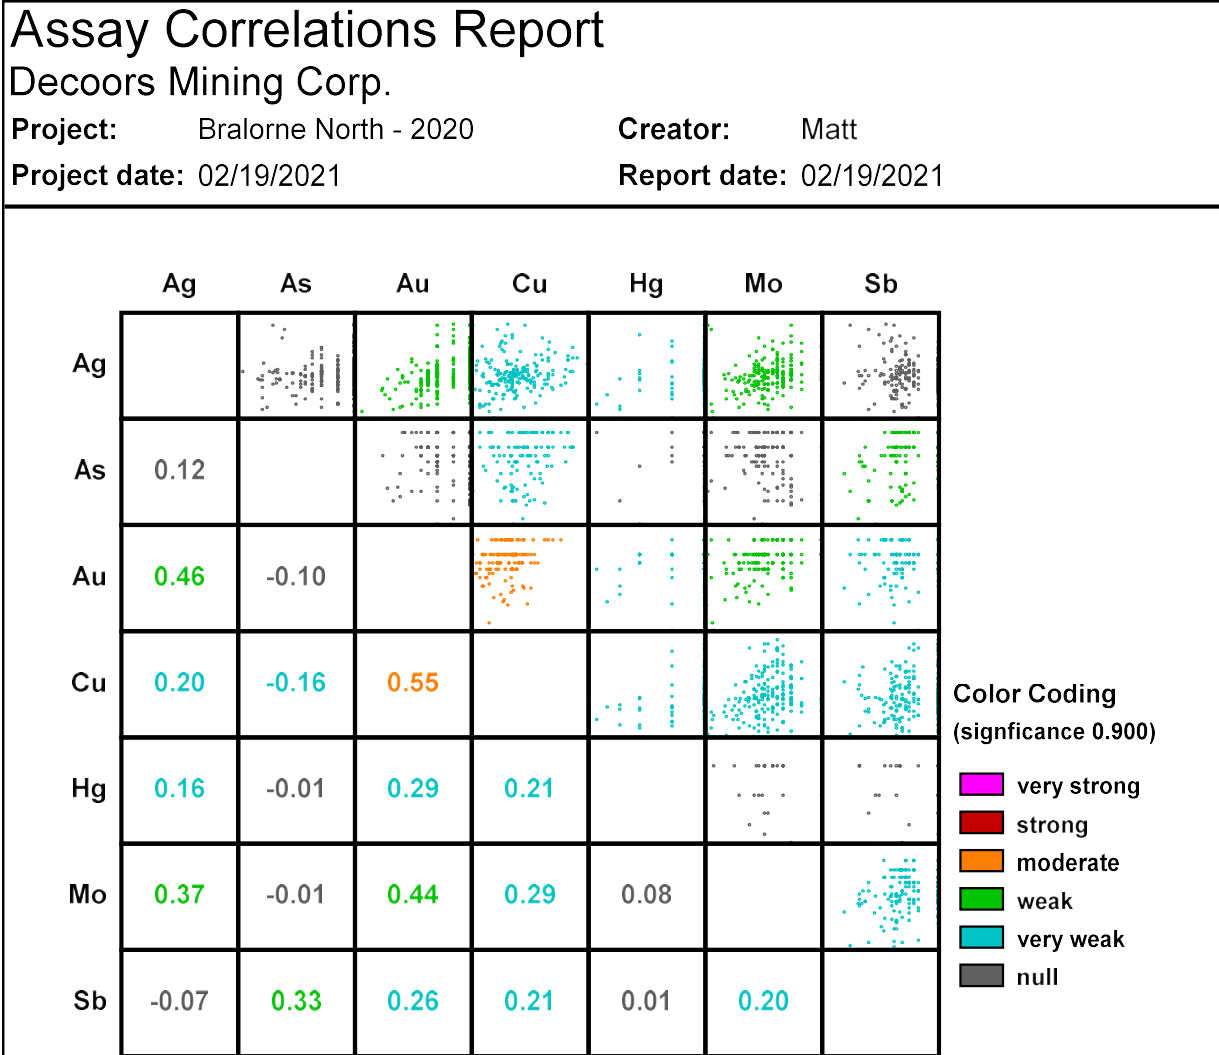 Assay Correlations Report
Decoors Mining Corp.
Project: Bralorne North - 2020 Creator: Matt
Project date: 02/19/2021 Report date: 02/19/2021
Ag As Au Cu Hg Mo Sb
Ag
As 0.12
Au 0.46 -0.10
Cu 0.20 -0.16 0.55
Hg 0.16 -0.01 0.29 0.21
Mo 0.37 -0.01 0.44 0.29 0.08
Sb -0.07 0.33 0.26 0.21 0.01 0.20
Color Coding
(signficance 0.900)
very strong
strong
moderate
weak
very weak
null